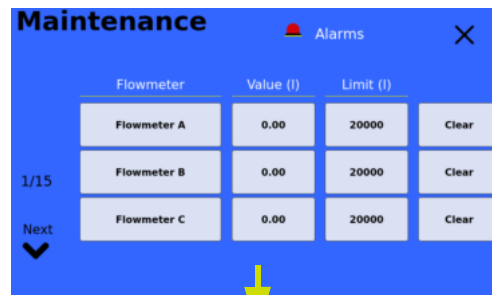 Maintenance
Alarms
Flowmeter Value (l) Limit (l)
Flowmeter A 0.00 20000 Clear
Flowmeter B 0.00 20000 Clear
1/15
Flowmeter C 0.00 20000 Clear
Next